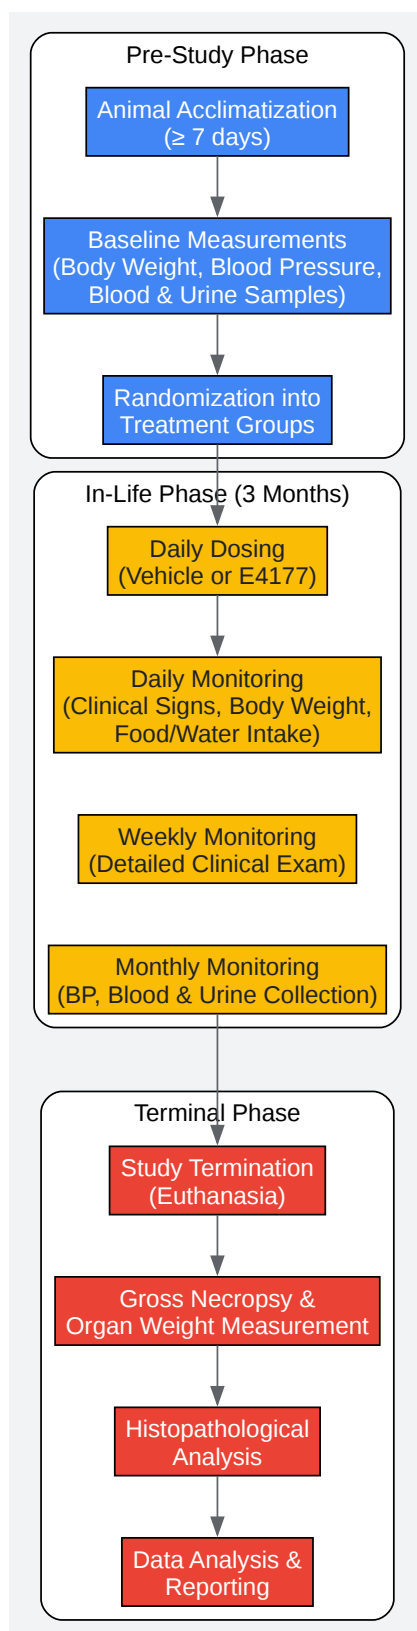 Pre-Study Phase
Animal Acclimatization
(≥ 7 days)
Baseline Measurements
(Body Weight, Blood Pressure,
Blood & Urine Samples)
Randomization into
Treatment Groups
In-Life Phase (3 Months)
Daily Dosing
(Vehicle or E4177)
Daily Monitoring
(Clinical Signs, Body Weight,
Food/Water Intake)
Weekly Monitoring
(Detailed Clinical Exam)
Monthly Monitoring
(BP, Blood & Urine Collection)
Terminal Phase
Study Termination
(Euthanasia)
Gross Necropsy &
Organ Weight Measurement
Histopathological
Analysis
Data Analysis &
Reporting